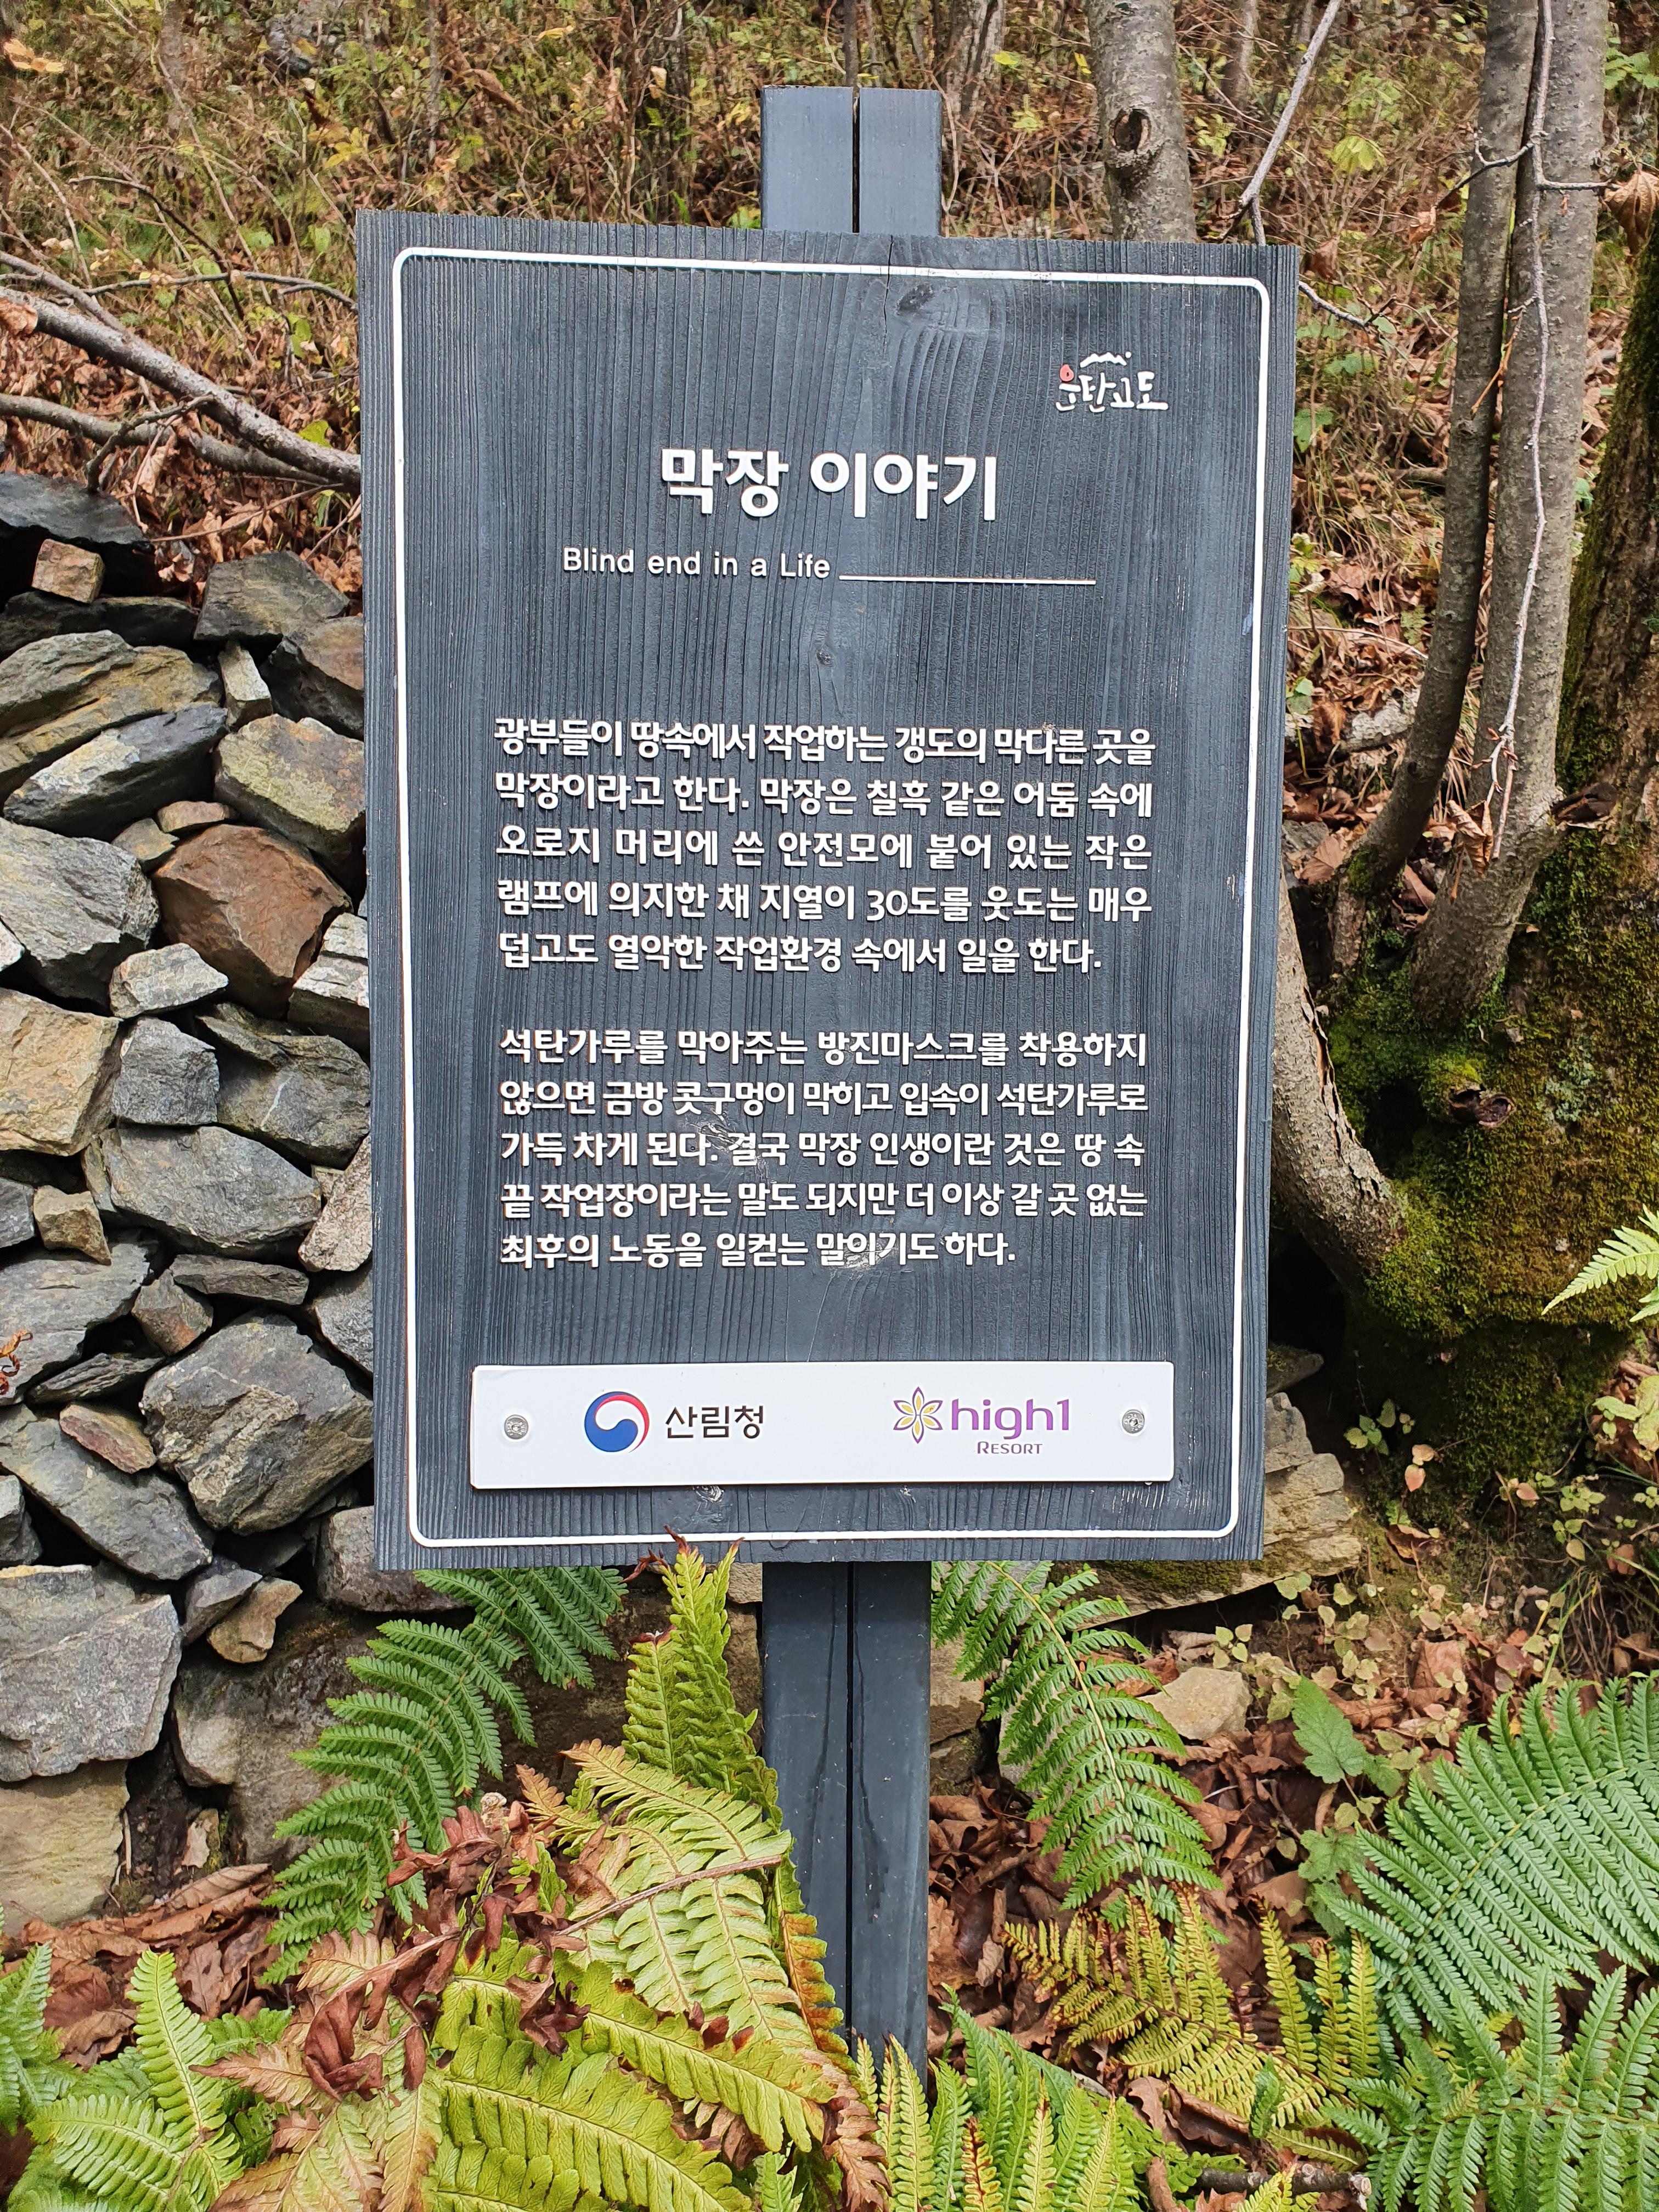 운탄고도
막장 이야기
Blind end in a Life
광부들이 땅속에서 작업하는 갱도의 막다른 곳을
막장이라고 한다. 막장은 칠흑 같은 어둠 속에
오로지 머리에 쓴 안전모에 붙어 있는 작은
램프에 의지한 채 지열이 30도를 웃도는 매우
덥고도 열악한 작업환경 속에서 일을 한다.
석탄가루를 막아주는 방진마스크를 착용하지
않으면 금방 콧구멍이 막히고 입속이 석탄가루로
가득 차게 된다. 결국 막장 인생이란 것은 땅 속
끝 작업장이라는 말도 되지만 더 이상 갈 곳 없는
최후의 노동을 일컫는 말이기도 하다.
산림청
high1
RESORT